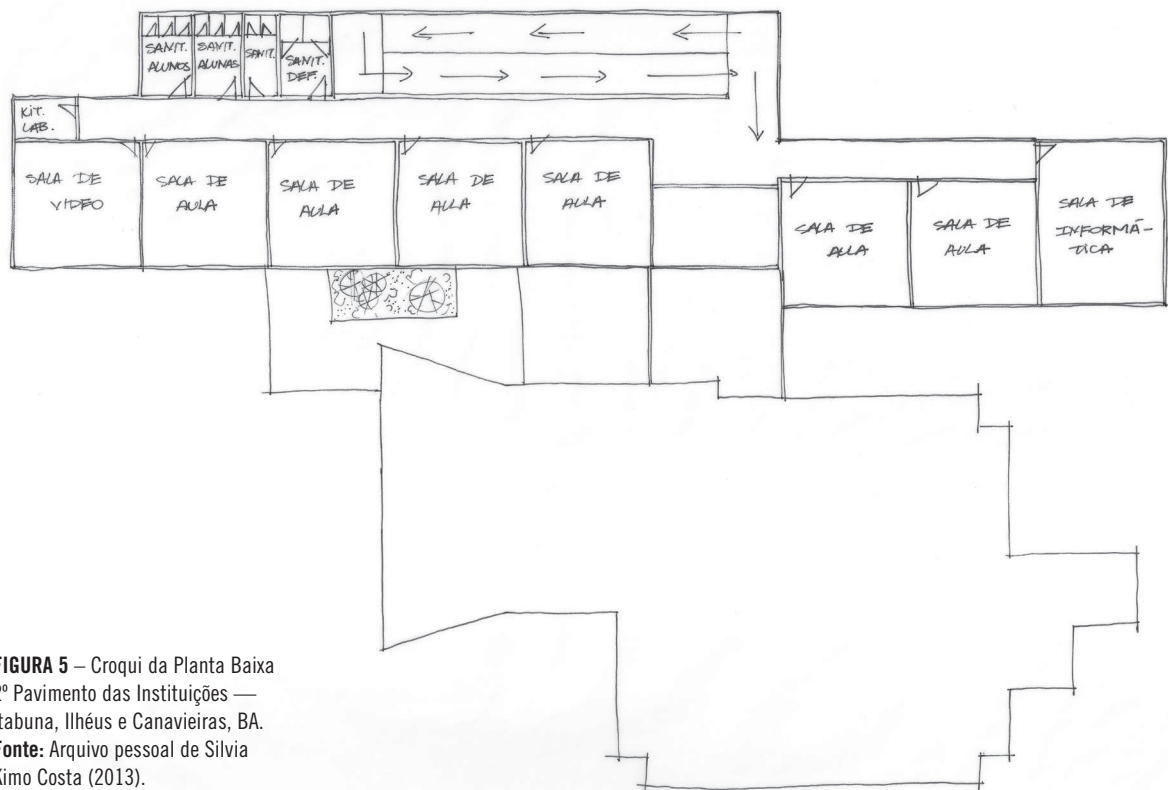 SANIT.
ALUNOS
SANIT.
ALUNAS
SANIT.
SANIT.
DEF.
KIT.
LAB.
SALA DE
VIDEO
SALA DE
AULA
SALA DE
AULA
SALA DE
AULA
SALA DE
AULA
SALA DE
AULA
SALA DE
AULA
SALA DE
INFORMÁ-
TICA
FIGURA 5 – Croqui da Planta Baixa
2º Pavimento das Instituições —
Itabuna, Ilhéus e Canavieiras, BA.
Fonte: Arquivo pessoal de Silvia
Kimo Costa (2013).